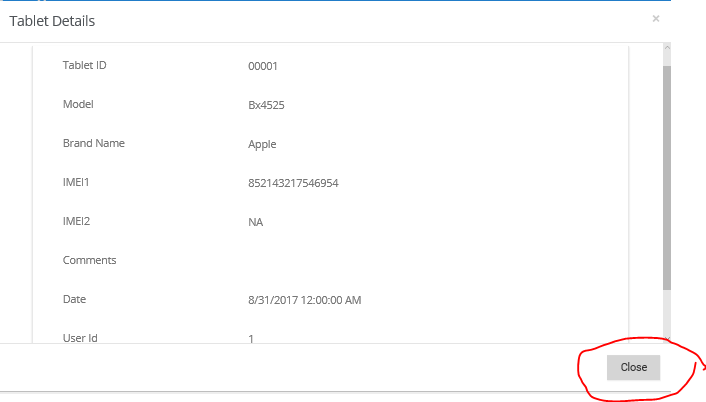 Tablet Details ×
Tablet ID 00001
Model Bx4525
Brand Name Apple
IMEI1 852143217546954
IMEI2 NA
Comments
Date 8/31/2017 12:00:00 AM
User Id 1
Close